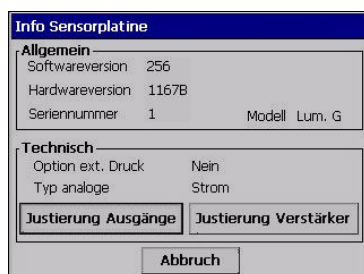 Info Sensorplatine
Allgemein
Softwareversion 256
Hardwareversion 1167B
Seriennummer 1 Modell Lum. G
Technisch
Option ext. Druck Nein
Typ analoge Strom
Justierung Ausgänge Justierung Verstärker
Abbruch